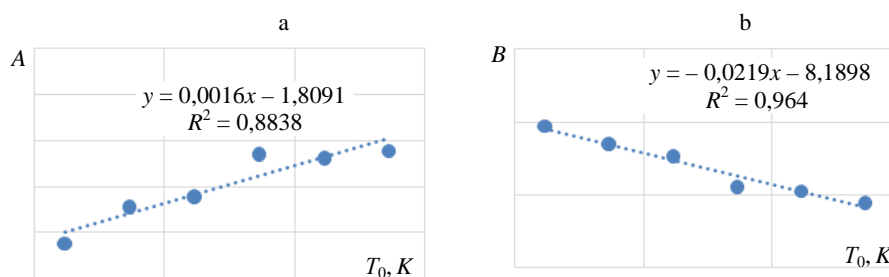 a
A
y = 0,0016x – 1,8091
R² = 0,8838
T₀, K
b
B
y = – 0,0219x – 8,1898
R² = 0,964
T₀, K